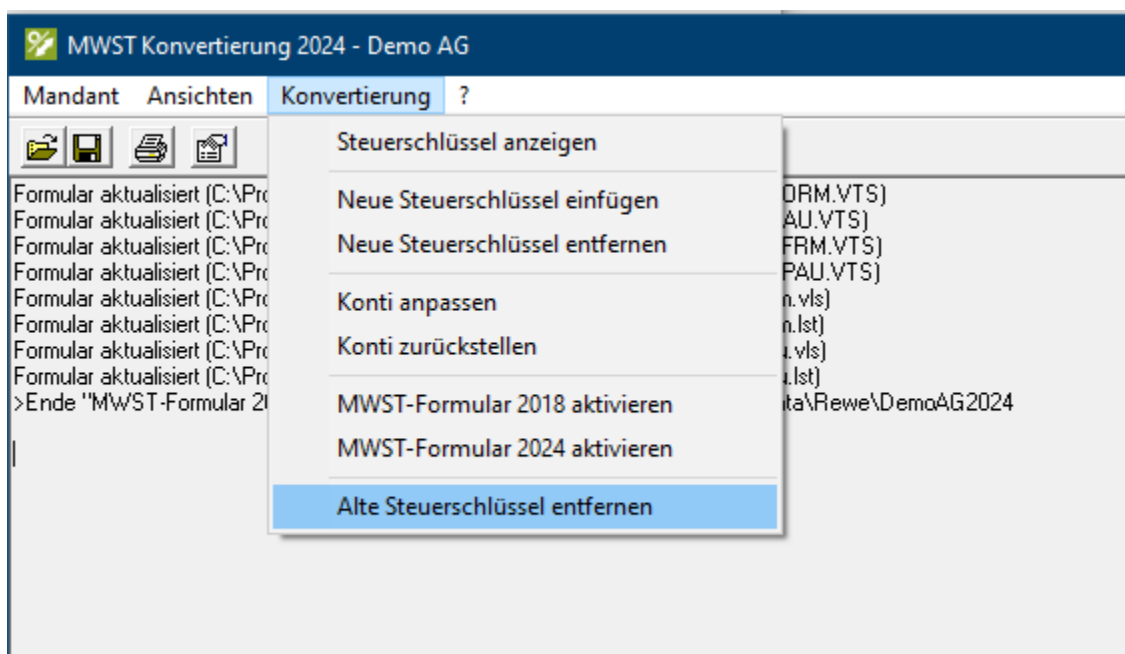 MWST Konvertierung 2024 - Demo AG
Mandant Ansichten Konvertierung ?
Steuerschlüssel anzeigen
Neue Steuerschlüssel einfügen
Neue Steuerschlüssel entfernen
Konti anpassen
Konti zurückstellen
MWST-Formular 2018 aktivieren
MWST-Formular 2024 aktivieren
Alte Steuerschlüssel entfernen
Formular aktualisiert (C:\Pro ORM.VTS)
Formular aktualisiert (C:\Pro AU.VTS)
Formular aktualisiert (C:\Pro FRM.VTS)
Formular aktualisiert (C:\Pro PAU.VTS)
Formular aktualisiert (C:\Pro .vls)
Formular aktualisiert (C:\Pro .lst)
Formular aktualisiert (C:\Pro .vls)
Formular aktualisiert (C:\Pro .lst)
>Ende "MWST-Formular 20 ta\Rewe\DemoAG2024